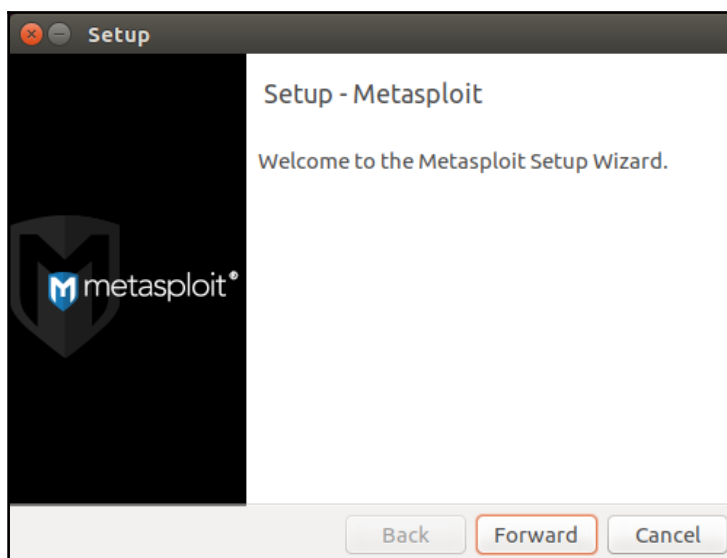 Setup
Setup - Metasploit
Welcome to the Metasploit Setup Wizard.
metasploit®
Back
Forward
Cancel